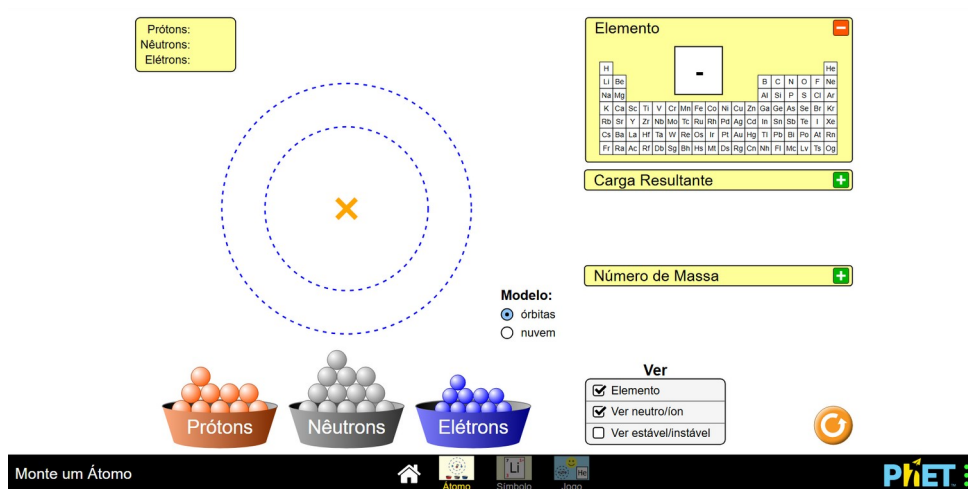 Prótons:
Nêutrons:
Elétrons:
Elemento
-
H He
Li Be B C N O F Ne
Na Mg Al Si P S Cl Ar
K Ca Sc Ti V Cr Mn Fe Co Ni Cu Zn Ga Ge As Se Br Kr
Rb Sr Y Zr Nb Mo Tc Ru Rh Pd Ag Cd In Sn Sb Te I Xe
Cs Ba La Hf Ta W Re Os Ir Pt Au Hg Tl Pb Bi Po At Rn
Fr Ra Ac Rf Db Sg Bh Hs Mt Ds Rg Cn Nh Fl Mc Lv Ts Og
Carga Resultante
Número de Massa
Modelo:
órbitas
nuvem
Prótons
Nêutrons
Elétrons
Ver
Elemento
Ver neutro/íon
Ver estável/instável
Monte um Átomo
Átomo
Li
Símbolo
He
Jogo
PhET